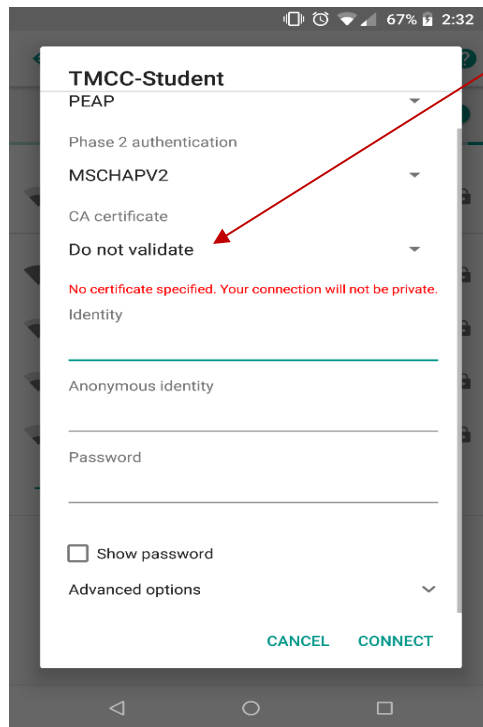 67% 2:32
?
TMCC-Student
PEAP
Phase 2 authentication
MSCHAPV2
CA certificate
Do not validate
No certificate specified. Your connection will not be private.
Identity
Anonymous identity
Password
Show password
Advanced options
CANCEL CONNECT